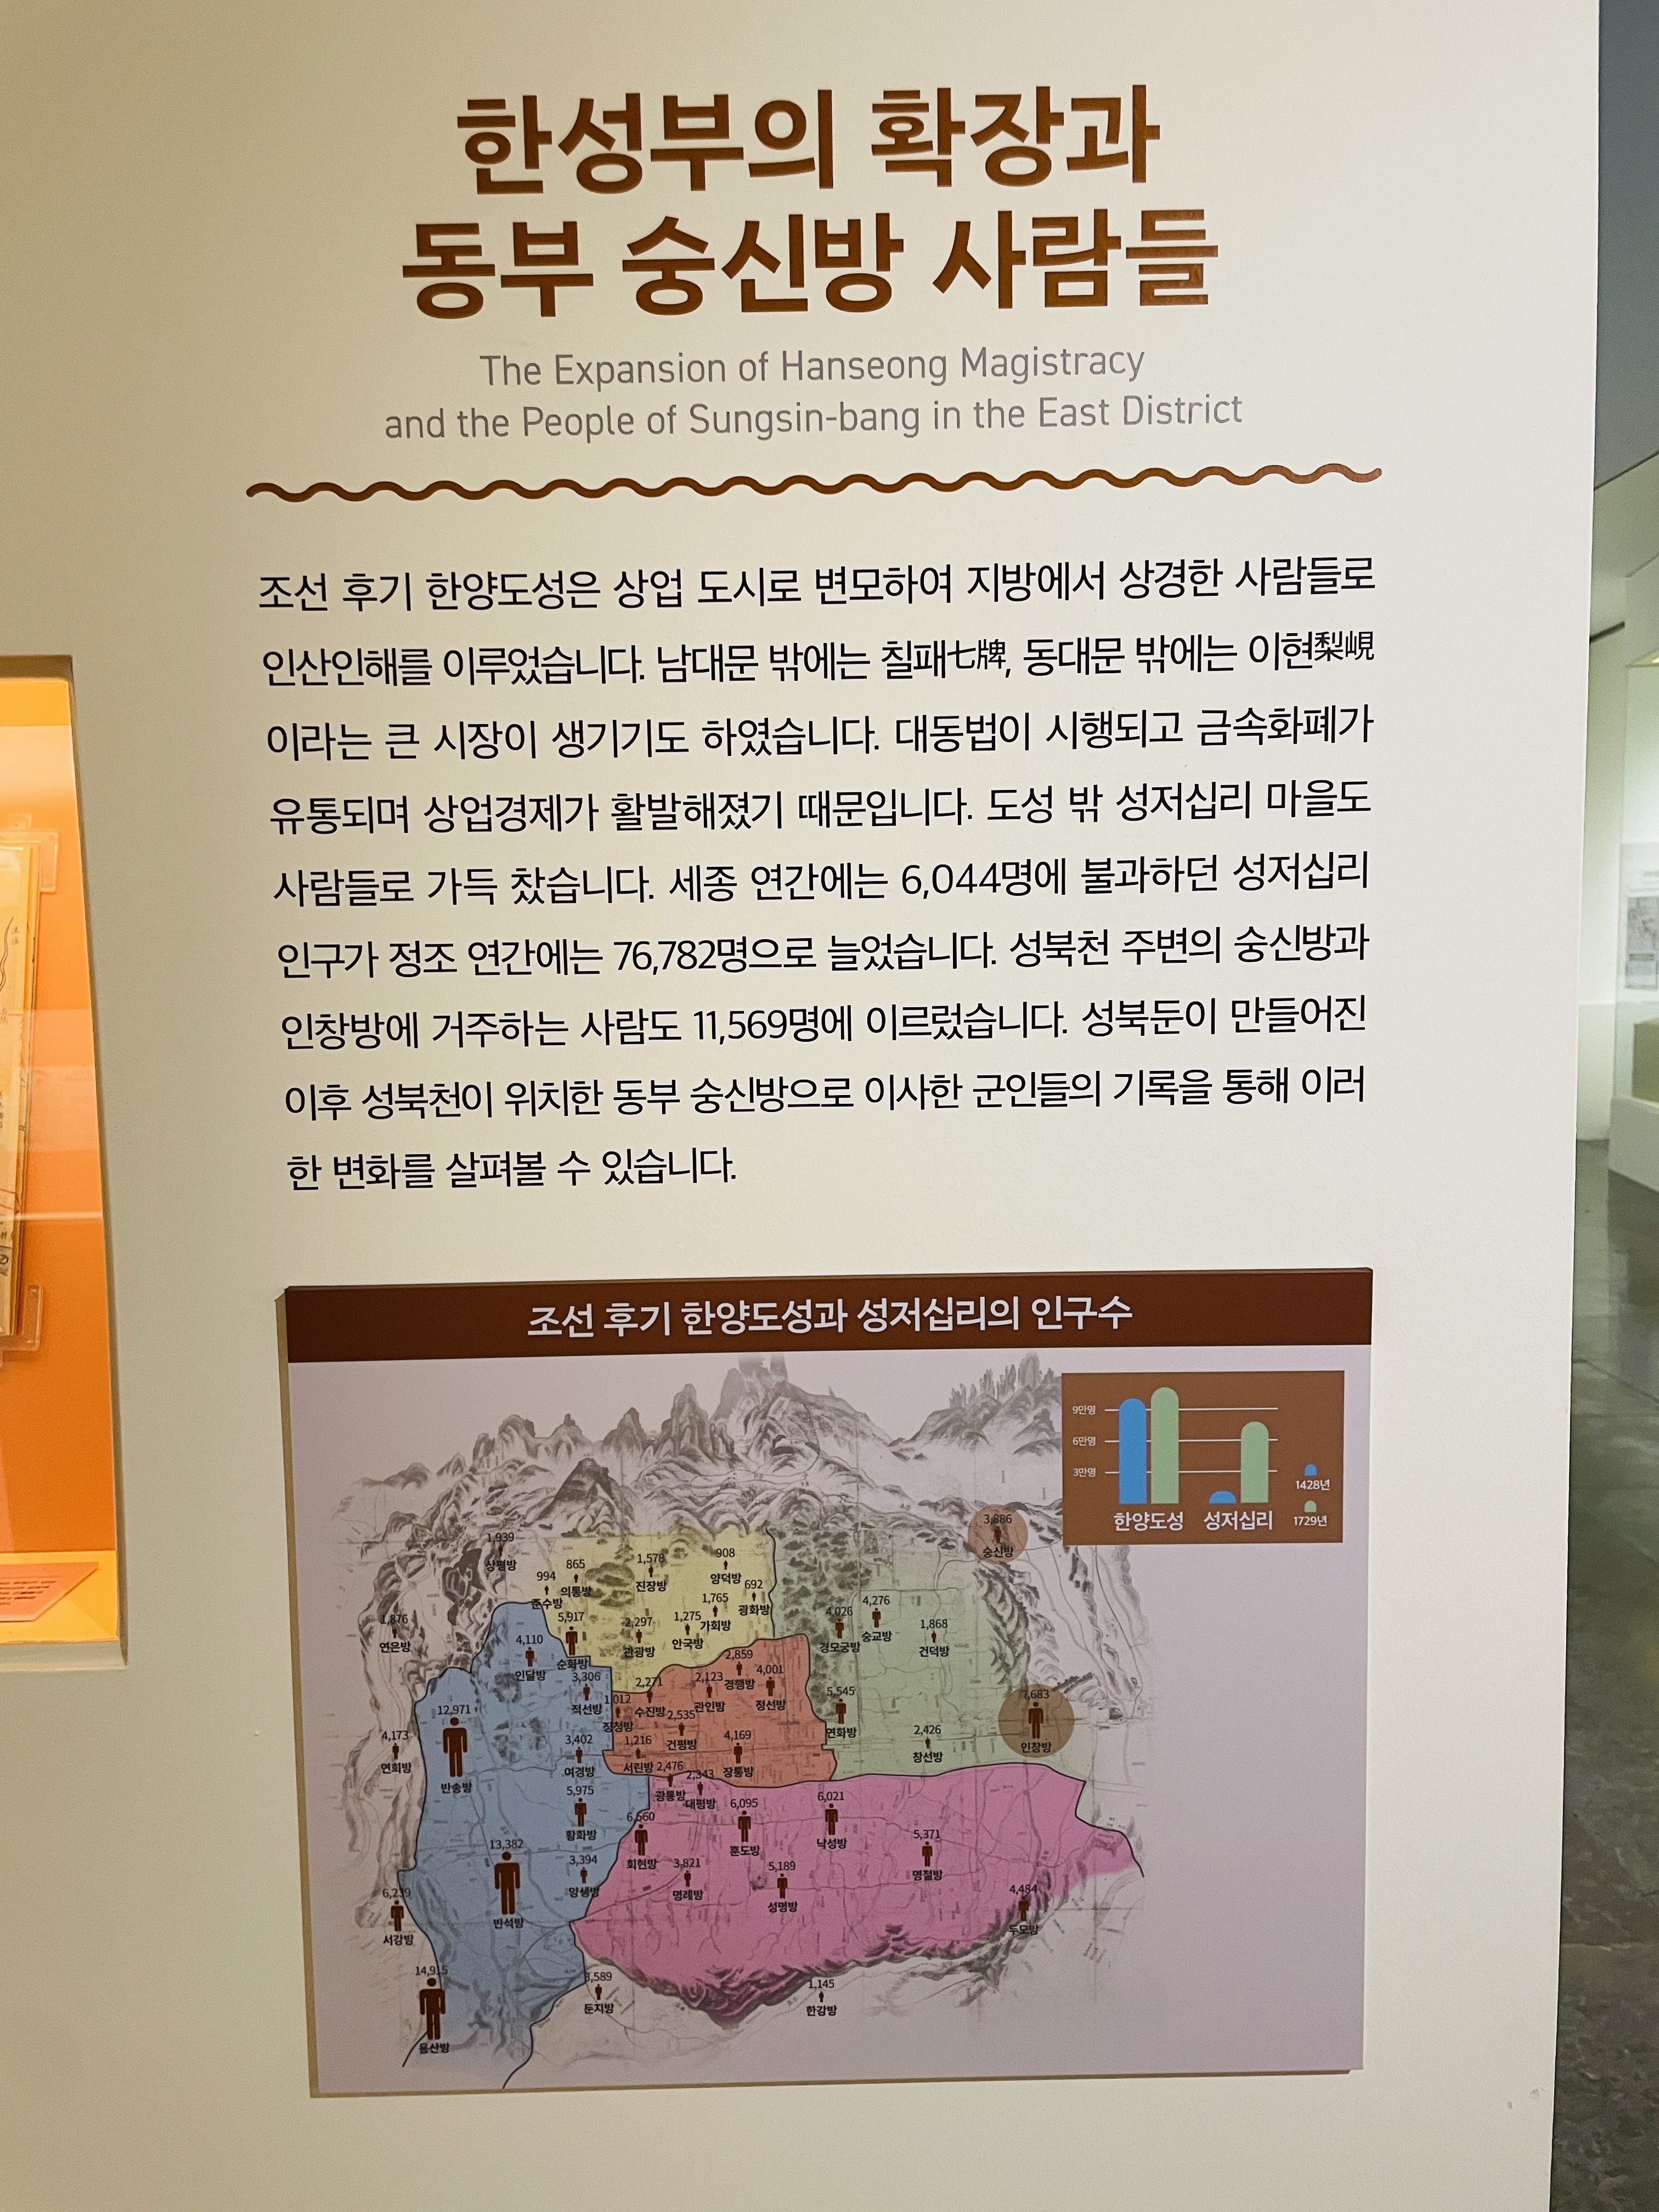 한성부의 확장과
동부 숭신방 사람들
The Expansion of Hanseong Magistracy
and the People of Sungsin-bang in the East District
조선 후기 한양도성은 상업 도시로 변모하여 지방에서 상경한 사람들로
인산인해를 이루었습니다. 남대문 밖에는 칠패七牌, 동대문 밖에는 이현梨峴
이라는 큰 시장이 생기기도 하였습니다. 대동법이 시행되고 금속화폐가
유통되며 상업경제가 활발해졌기 때문입니다. 도성 밖 성저십리 마을도
사람들로 가득 찼습니다. 세종 연간에는 6,044명에 불과하던 성저십리
인구가 정조 연간에는 76,782명으로 늘었습니다. 성북천 주변의 숭신방과
인창방에 거주하는 사람도 11,569명에 이르렀습니다. 성북둔이 만들어진
이후 성북천이 위치한 동부 숭신방으로 이사한 군인들의 기록을 통해 이러
한 변화를 살펴볼 수 있습니다.
조선 후기 한양도성과 성저십리의 인구수
9만명
6만명
3만명
한양도성
성저십리
1428년
1729년
3,886
숭신방
1,939
상평방
865
의통방
994
준수방
1,578
진장방
908
양덕방
692
광화방
1,765
가회방
1,275
안국방
2,297
관광방
5,917
순화방
1,876
연은방
4,110
인달방
4,026
경모궁방
4,276
숭교방
1,868
건덕방
3,306
적선방
1,012
징청방
2,271
수진방
2,123
관인방
2,859
경행방
4,001
정선방
12,971
반송방
4,173
연희방
3,402
여경방
1,216
서린방
2,535
건평방
4,169
장통방
5,545
연화방
2,426
창선방
7,683
인창방
2,476
광통방
2,343
대평방
5,975
황화방
6,660
회현방
6,095
훈도방
6,021
낙성방
5,371
명철방
13,382
반석방
3,394
양생방
3,821
명례방
5,189
성명방
4,484
두모방
6,239
서강방
14,915
용산방
3,589
둔지방
1,145
한강방